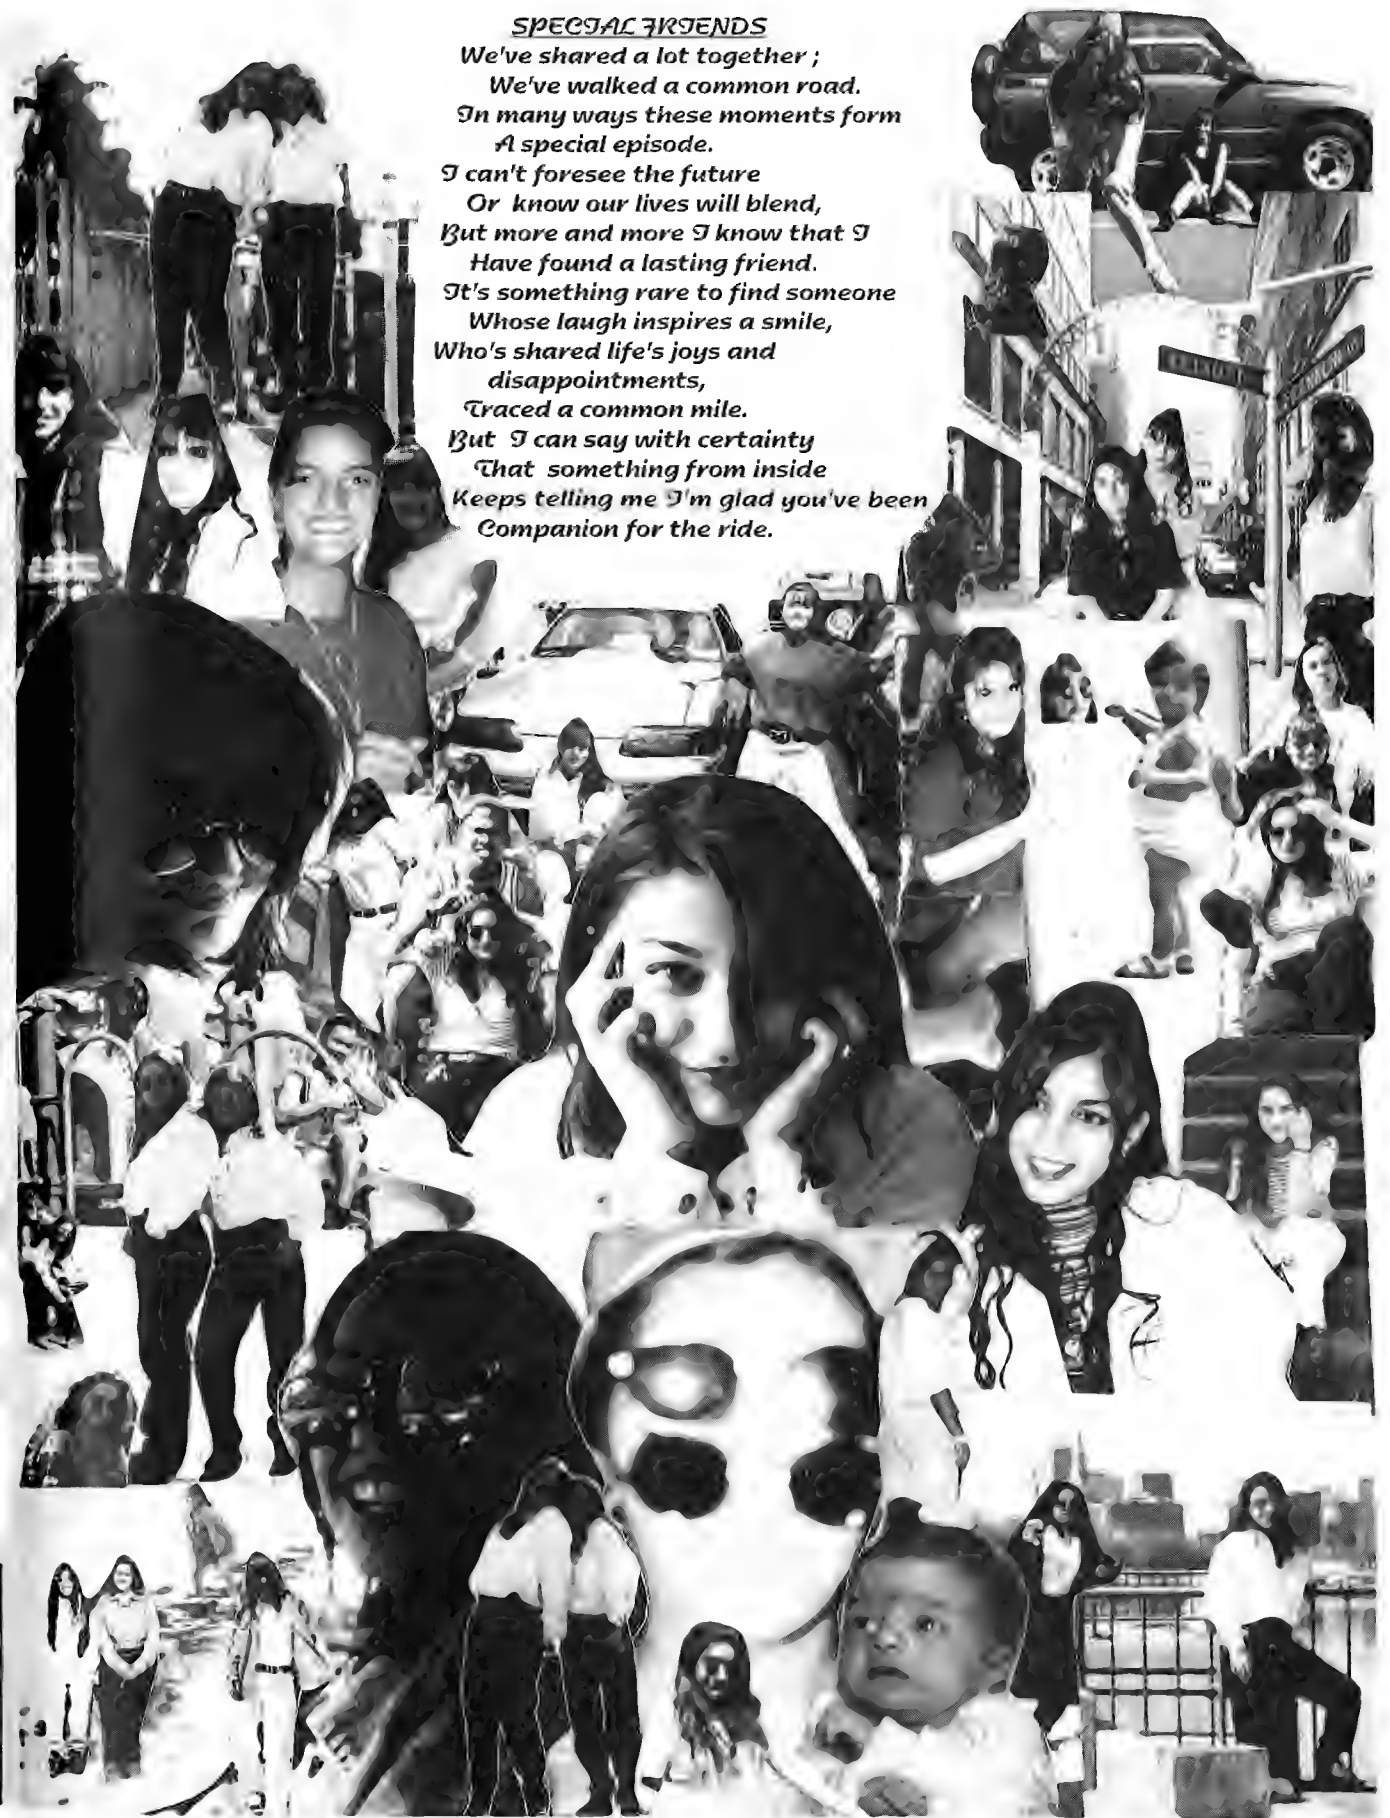 SPECIAL FRIENDS
We've shared a lot together ;
We've walked a common road.
In many ways these moments form
A special episode.
I can't foresee the future
Or know our lives will blend,
But more and more I know that I
Have found a lasting friend.
It's something rare to find someone
Whose laugh inspires a smile,
Who's shared life's joys and
disappointments,
Traced a common mile.
But I can say with certainty
That something from inside
Keeps telling me I'm glad you've been
Companion for the ride.